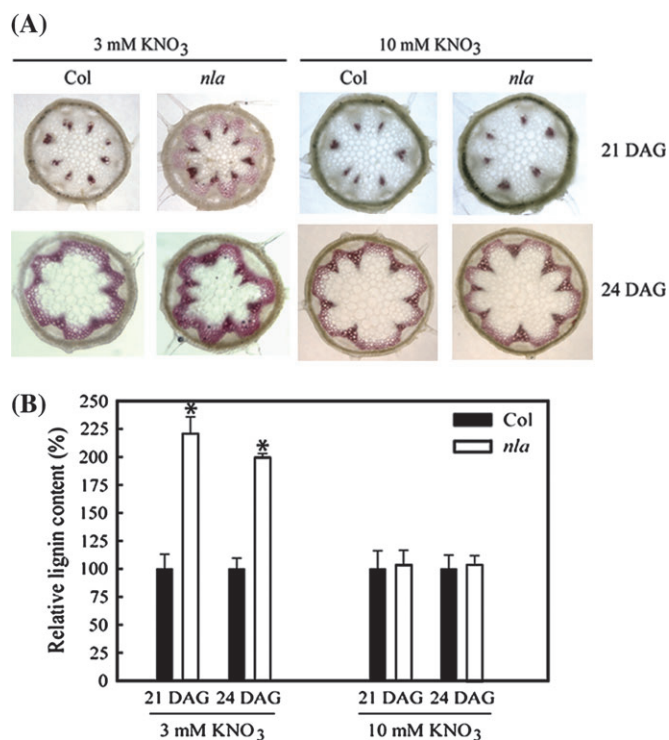 (A)
3 mM KNO3 10 mM KNO3
Col nla Col nla
21 DAG
24 DAG
(B)
Relative lignin content (%)
250
225
200
175
150
125
100
75
50
25
0
* *
Col
nla
21 DAG 24 DAG 21 DAG 24 DAG
3 mM KNO3 10 mM KNO3